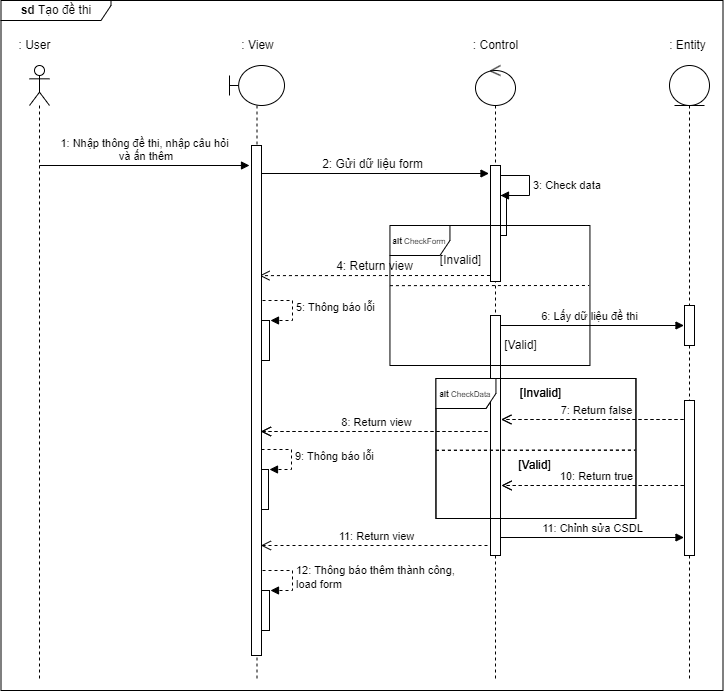 sd Tạo đề thi
: User
: View
: Control
: Entity
1: Nhập thông đề thi, nhập câu hỏi
và ấn thêm
2: Gửi dữ liệu form
3: Check data
alt CheckForm
[Invalid]
4: Return view
5: Thông báo lỗi
6: Lấy dữ liệu đề thi
[Valid]
alt CheckData
[Invalid]
7: Return false
8: Return view
9: Thông báo lỗi
[Valid]
10: Return true
11: Chỉnh sửa CSDL
11: Return view
12: Thông báo thêm thành công,
load form